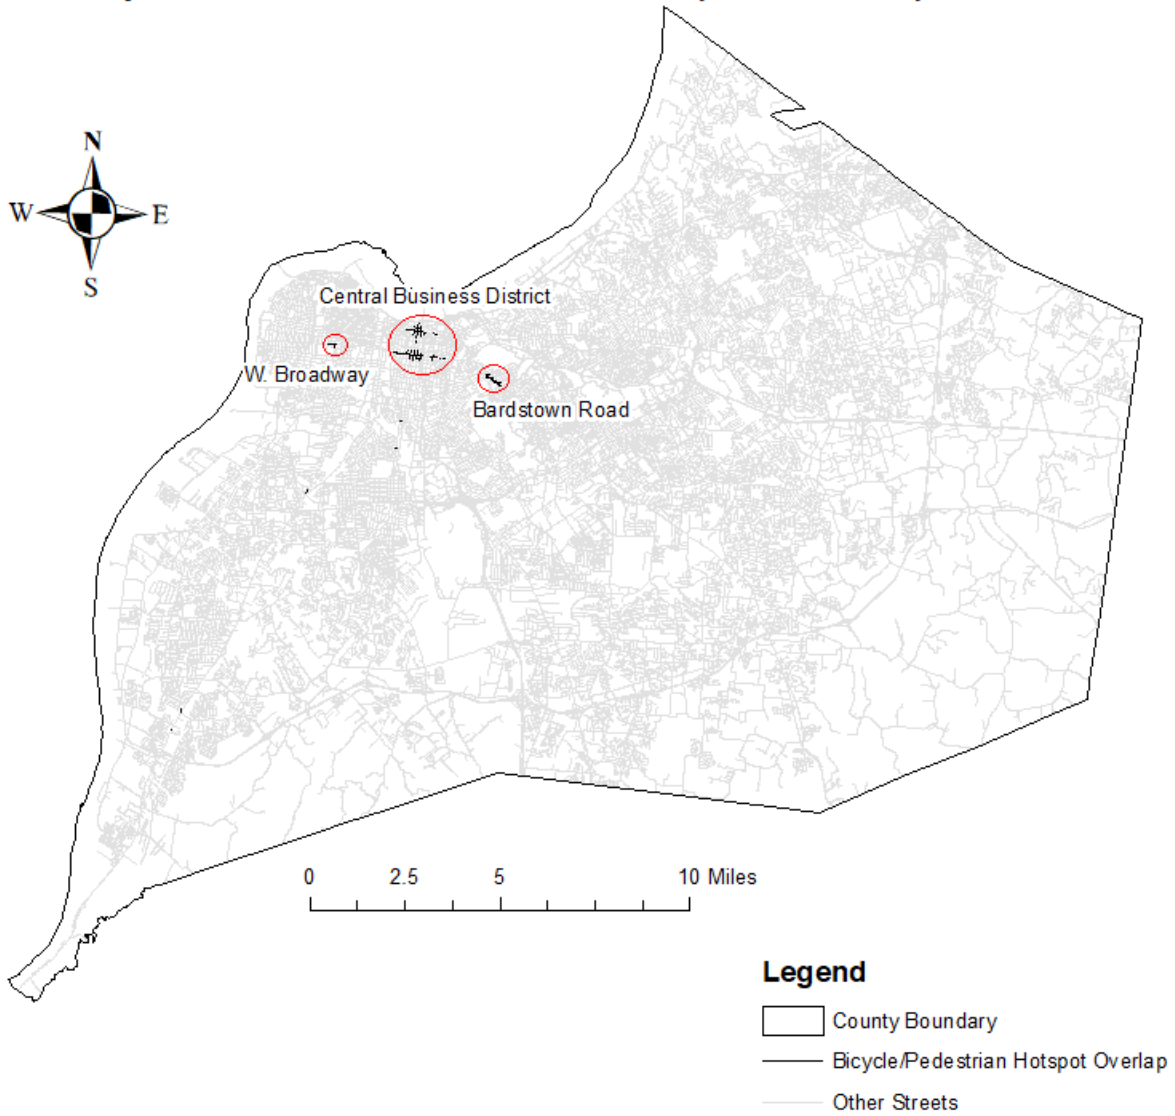 N
W E
S
Central Business District
W. Broadway
Bardstown Road
0 2.5 5 10 Miles
Legend
County Boundary
Bicycle/Pedestrian Hotspot Overlap
Other Streets